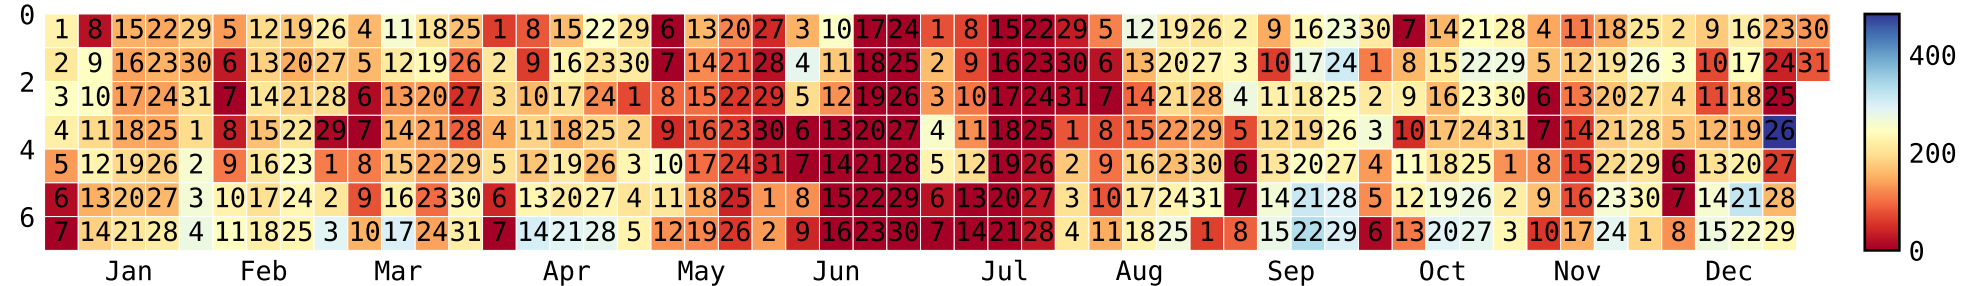 0 1 8 15 22 29 5 12 19 26 4 11 18 25 1 8 15 22 29 6 13 20 27 3 10 17 24 1 8 15 22 29 5 12 19 26 2 9 16 23 30 7 14 21 28 4 11 18 25 2 9 16 23 30
2 9 16 23 30 6 13 20 27 5 12 19 26 2 9 16 23 30 7 14 21 28 4 11 18 25 2 9 16 23 30 6 13 20 27 3 10 17 24 1 8 15 22 29 5 12 19 26 3 10 17 24 31 400
2 3 10 17 24 31 7 14 21 28 6 13 20 27 3 10 17 24 1 8 15 22 29 5 12 19 26 3 10 17 24 31 7 14 21 28 4 11 18 25 2 9 16 23 30 6 13 20 27 4 11 18 25
4 11 18 25 1 8 15 22 29 7 14 21 28 4 11 18 25 2 9 16 23 30 6 13 20 27 4 11 18 25 1 8 15 22 29 5 12 19 26 3 10 17 24 31 7 14 21 28 5 12 19 26
4 5 12 19 26 2 9 16 23 1 8 15 22 29 5 12 19 26 3 10 17 24 31 7 14 21 28 5 12 19 26 2 9 16 23 30 6 13 20 27 4 11 18 25 1 8 15 22 29 6 13 20 27 200
6 13 20 27 3 10 17 24 2 9 16 23 30 6 13 20 27 4 11 18 25 1 8 15 22 29 6 13 20 27 3 10 17 24 31 7 14 21 28 5 12 19 26 2 9 16 23 30 7 14 21 28
6 7 14 21 28 4 11 18 25 3 10 17 24 31 7 14 21 28 5 12 19 26 2 9 16 23 30 7 14 21 28 4 11 18 25 1 8 15 22 29 6 13 20 27 3 10 17 24 1 8 15 22 29 0
Jan Feb Mar Apr May Jun Jul Aug Sep Oct Nov Dec